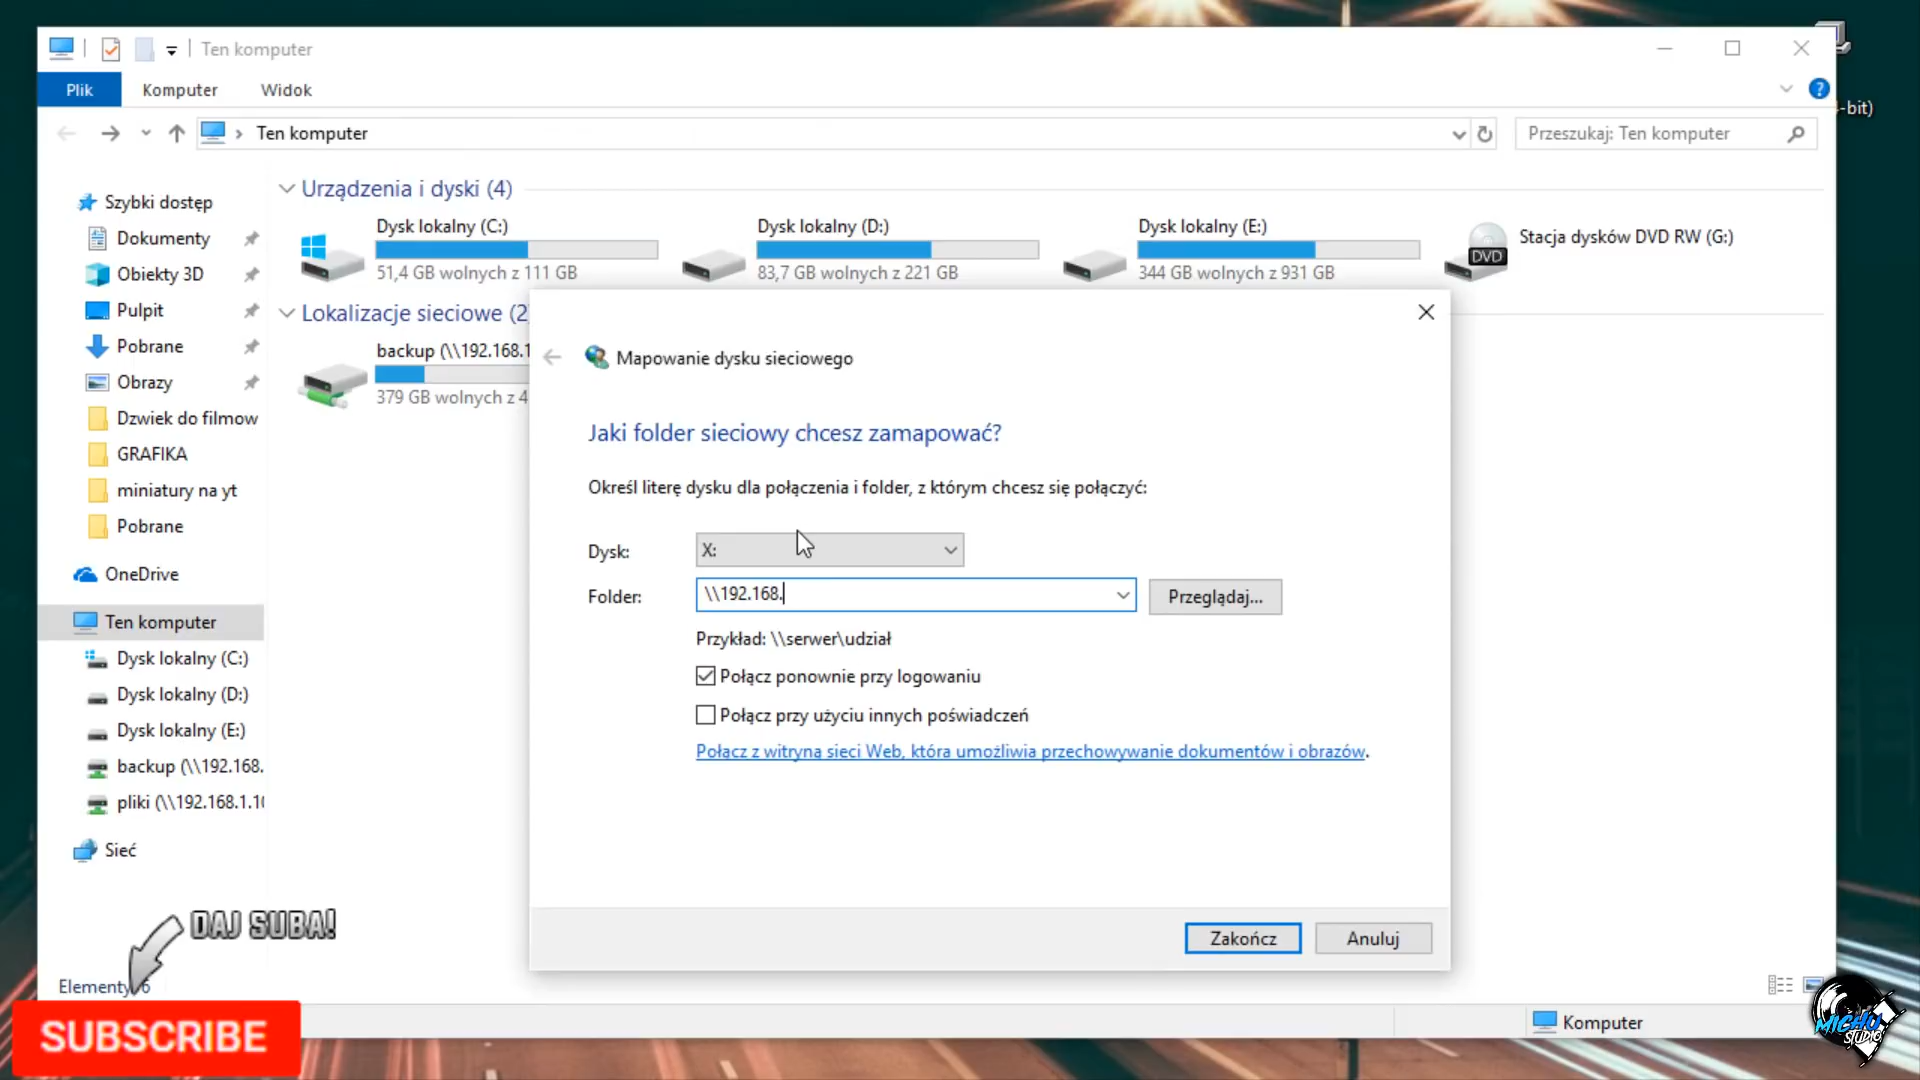 Ten komputer
Plik
Komputer
Widok
-bit)
Ten komputer
Przeszukaj: Ten komputer
Szybki dostęp
Dokumenty
Obiekty 3D
Pulpit
Pobrane
Obrazy
Dzwiek do filmow
GRAFIKA
miniatury na yt
Pobrane
OneDrive
Ten komputer
Dysk lokalny (C:)
Dysk lokalny (D:)
Dysk lokalny (E:)
backup (\\192.168.
pliki (\\192.168.1.10
Sieć
Urządzenia i dyski (4)
Dysk lokalny (C:)
51,4 GB wolnych z 111 GB
Dysk lokalny (D:)
83,7 GB wolnych z 221 GB
Dysk lokalny (E:)
344 GB wolnych z 931 GB
DVD
Stacja dysków DVD RW (G:)
Lokalizacje sieciowe (2
backup (\\192.168.1
379 GB wolnych z 4
Mapowanie dysku sieciowego
Jaki folder sieciowy chcesz zamapować?
Określ literę dysku dla połączenia i folder, z którym chcesz się połączyć:
Dysk:
X:
Folder:
\\192.168.
Przeglądaj...
Przykład: \\serwer\udział
Połącz ponownie przy logowaniu
Połącz przy użyciu innych poświadczeń
Połącz z witryną sieci Web, która umożliwia przechowywanie dokumentów i obrazów.
Zakończ
Anuluj
DAJ SUBA!
Elementy: 6
SUBSCRIBE
Komputer
MICHU
STUDIO